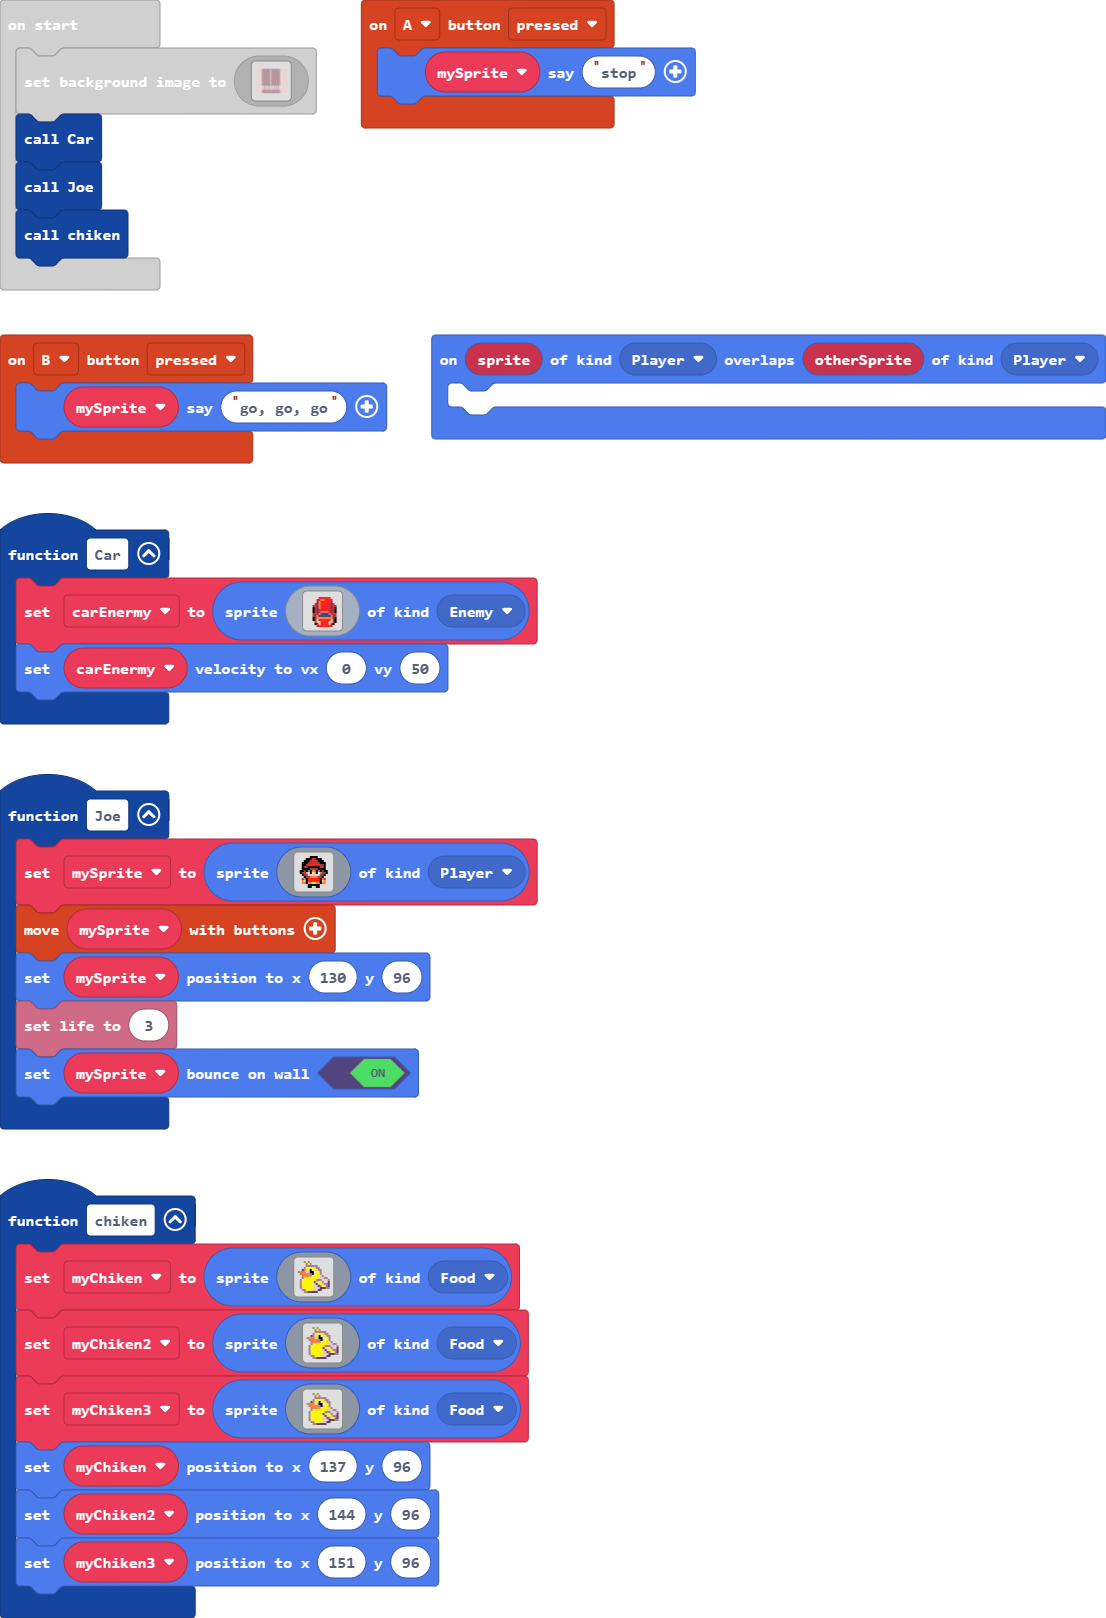 on start
set background image to
call Car
call Joe
call chiken
on A button pressed
mySprite say "stop"
on B button pressed
mySprite say "go, go, go"
on sprite of kind Player overlaps otherSprite of kind Player
function Car
set carEnermy to sprite of kind Enemy
set carEnermy velocity to vx 0 vy 50
function Joe
set mySprite to sprite of kind Player
move mySprite with buttons
set mySprite position to x 130 y 96
set life to 3
set mySprite bounce on wall ON
function chiken
set myChiken to sprite of kind Food
set myChiken2 to sprite of kind Food
set myChiken3 to sprite of kind Food
set myChiken position to x 137 y 96
set myChiken2 position to x 144 y 96
set myChiken3 position to x 151 y 96